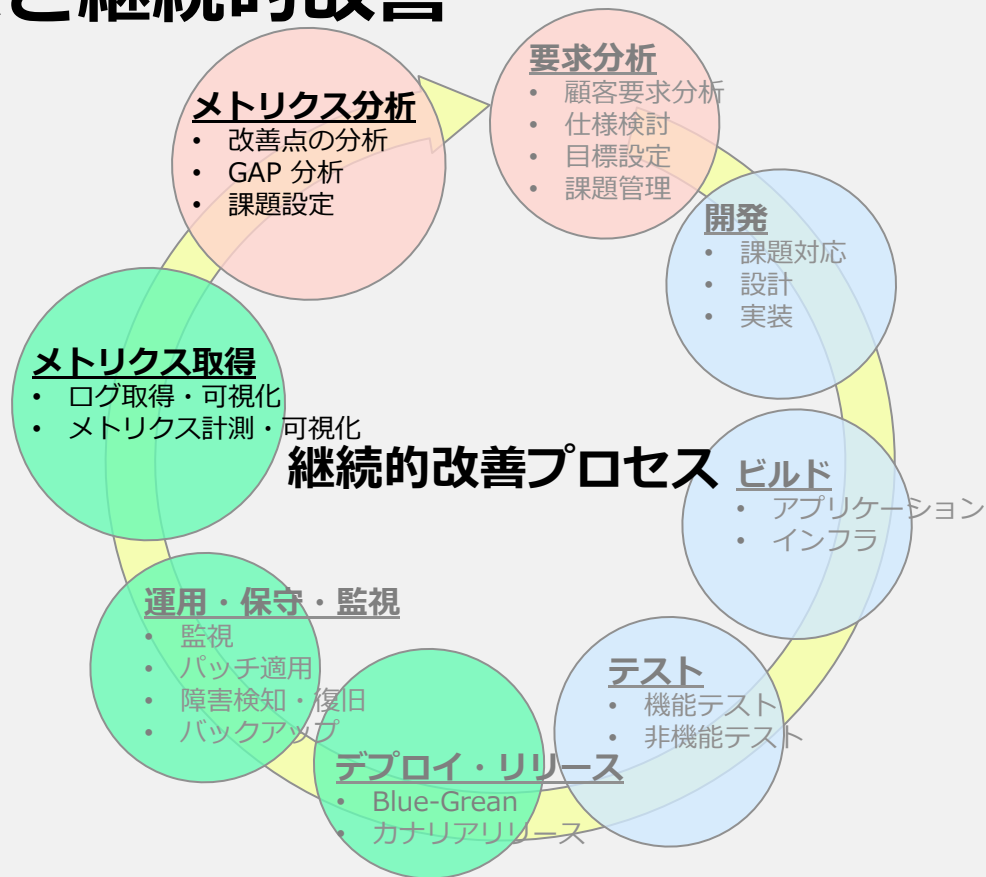 と継続的改善
要求分析
• 顧客要求分析
• 仕様検討
• 目標設定
• 課題管理
開発
• 課題対応
• 設計
• 実装
ビルド
• アプリケーション
• インフラ
テスト
• 機能テスト
• 非機能テスト
デプロイ・リリース
• Blue-Grean
• カナリアリリース
運用・保守・監視
• 監視
• パッチ適用
• 障害検知・復旧
• バックアップ
メトリクス取得
• ログ取得・可視化
• メトリクス計測・可視化
メトリクス分析
• 改善点の分析
• GAP 分析
• 課題設定
継続的改善プロセス